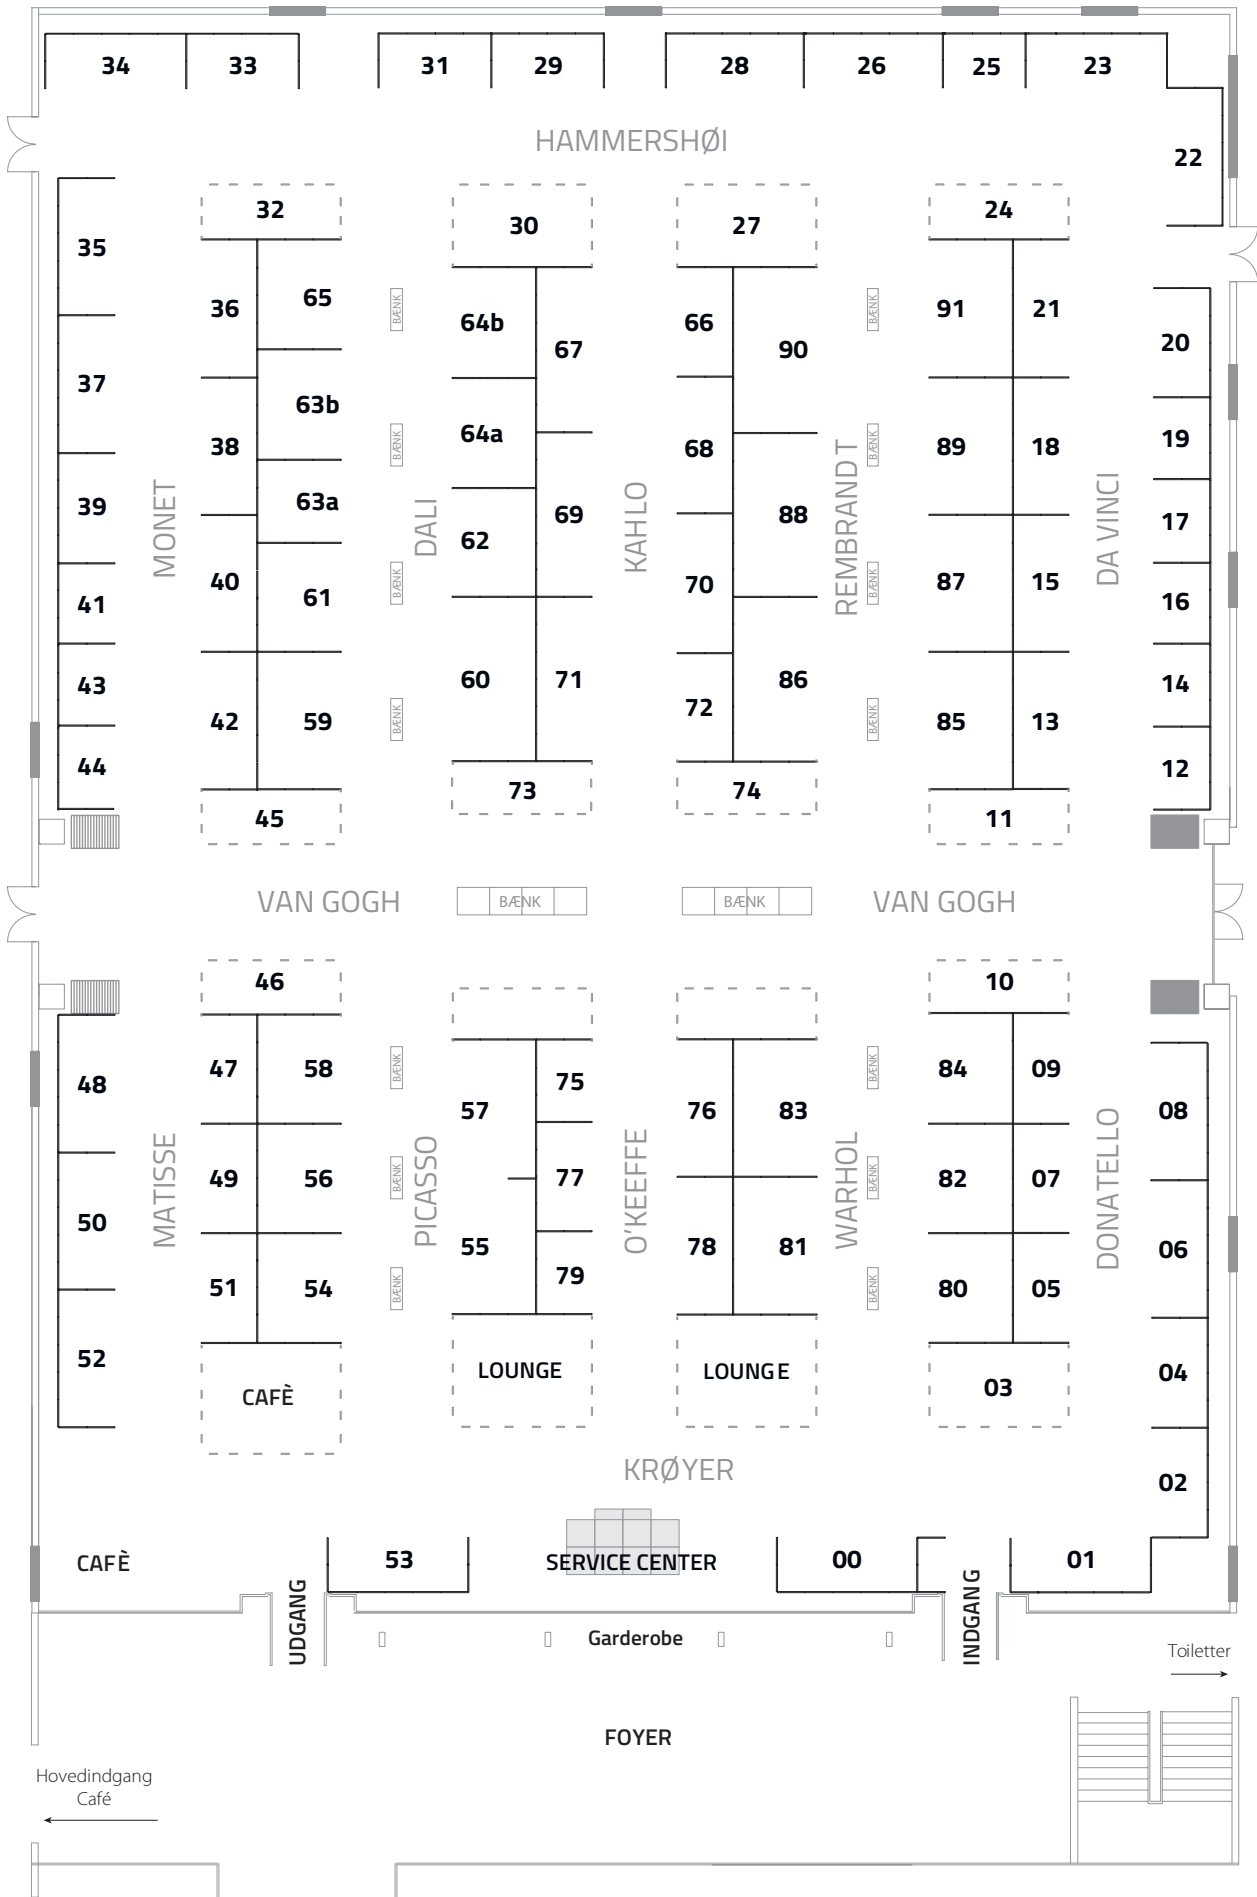 34 33 31 29 28 26 25 23
HAMMERSHØI
22
32 30 27 24
35 36 65 BÆNK 64b 67 66 90 BÆNK 91 21 20
37 38 63b BÆNK 64a 68 BÆNK 89 18 19
39 63a 62 69 88 17
MONET
DALI
KAHLO
REMBRANDT
DA VINCI
41 40 61 BÆNK 70 BÆNK 87 15 16
43 42 59 BÆNK 60 71 72 86 BÆNK 85 13 14
44 45 73 74 11 12
VAN GOGH BÆNK BÆNK VAN GOGH
46 10
48 47 58 BÆNK 57 75 76 83 BÆNK 84 09 08
MATISSE
PICASSO
O'KEEFFE
WARHOL
DONATELLO
50 49 56 BÆNK 77 BÆNK 82 07
55 78 81 06
51 54 BÆNK 79 BÆNK 80 05
52 CAFÈ LOUNGE LOUNGE 03 04
KRØYER
02
CAFÈ 53 SERVICE CENTER 00 01
UDGANG
INDGANG
Garderobe
Toiletter
FOYER
Hovedindgang
Café